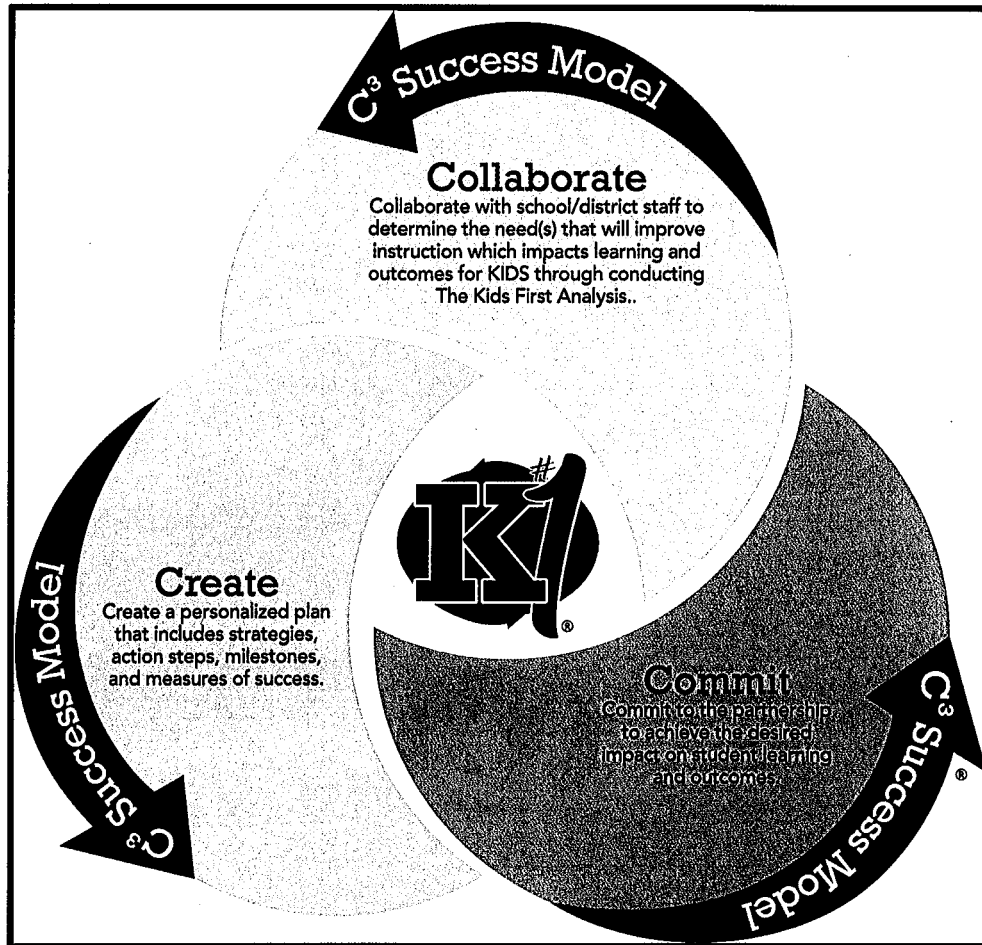 C³ Success Model
Collaborate
Collaborate with school/district staff to
determine the need(s) that will improve
instruction which impacts learning and
outcomes for KIDS through conducting
The Kids First Analysis..
K#1
®
Create
Create a personalized plan
that includes strategies,
action steps, milestones,
and measures of success.
C³ Success Model
Commit
Commit to the partnership
to achieve the desired
impact on student learning
and outcomes.
C³ Success Model
®